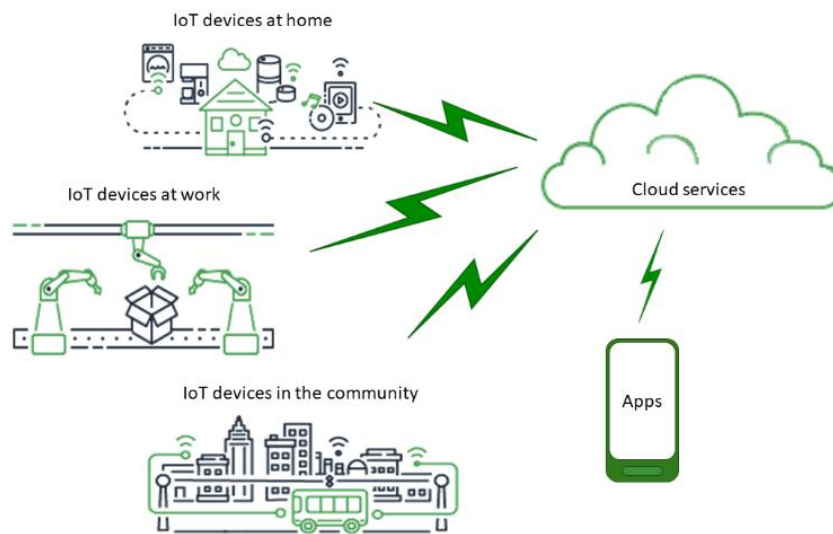 IoT devices at home
Cloud services
IoT devices at work
IoT devices in the community
Apps